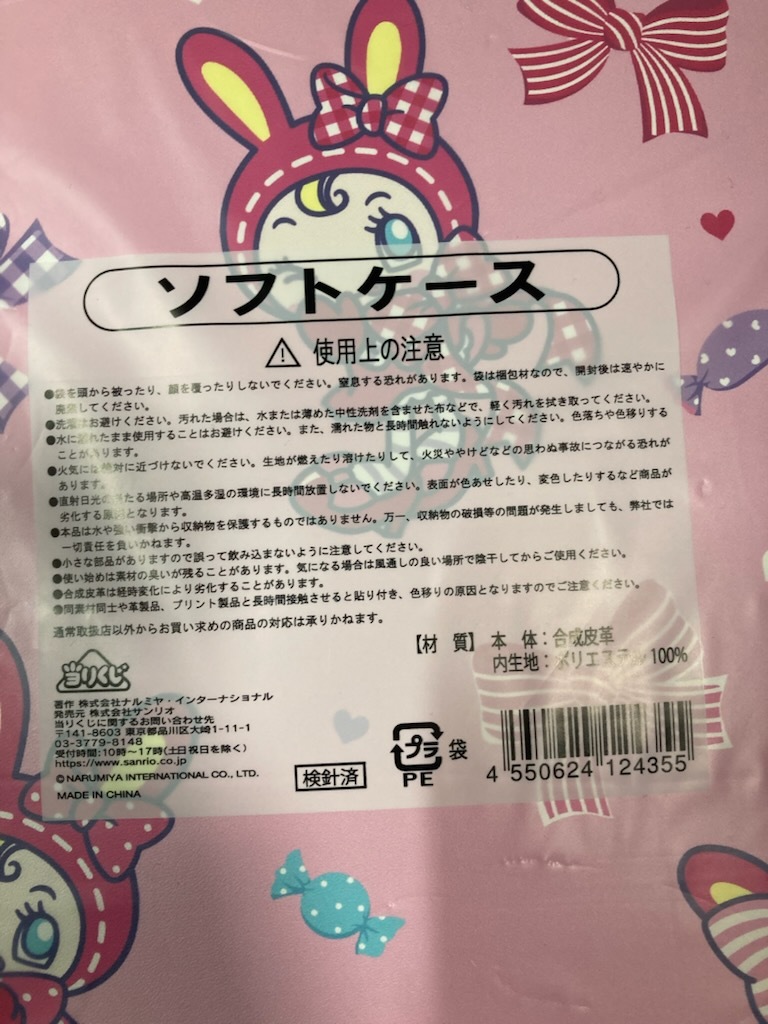 ソフトケース
使用上の注意
●袋を頭から被ったり、顔を覆ったりしないでください。窒息する恐れがあります。袋は梱包材なので、開封後は速やかに
廃棄してください。
●洗濯はお避けください。汚れた場合は、水または薄めた中性洗剤を含ませた布などで、軽く汚れを拭き取ってください。
●水に濡れたまま使用することはお避けください。また、濡れた物と長時間触れないようにしてください。色落ちや色移りする
ことがあります。
●火気には絶対に近づけないでください。生地が燃えたり溶けたりして、火災ややけどなどの思わぬ事故につながる恐れが
あります。
●直射日光の当たる場所や高温多湿の環境に長時間放置しないでください。表面が色あせしたり、変色したりするなど商品が
劣化する原因となります。
●本品は水や強い衝撃から収納物を保護するものではありません。万一、収納物の破損等の問題が発生しましても、弊社では
一切責任を負いかねます。
●小さな部品がありますので誤って飲み込まないように注意してください。
●使い始めは素材の臭いが残ることがあります。気になる場合は風通しの良い場所で陰干してからご使用ください。
●合成皮革は経時変化により劣化することがあります。
●同素材同士や革製品、プリント製品と長時間接触させると貼り付き、色移りの原因となりますのでご注意ください。
通常取扱店以外からお買い求めの商品の対応は承りかねます。
【材 質】 本 体：合成皮革
内生地：ポリエステル 100%
当りくじ
著作 株式会社ナルミヤ・インターナショナル
発売元 株式会社サンリオ
当りくじに関するお問い合わせ先
〒141-8603 東京都品川区大崎1-11-1
03-3779-8148
受付時間:10時〜17時(土日祝日を除く)
https://www.sanrio.co.jp
© NARUMIYA INTERNATIONAL CO., LTD.
MADE IN CHINA
検針済
プラ 袋
PE
4 550624 124355